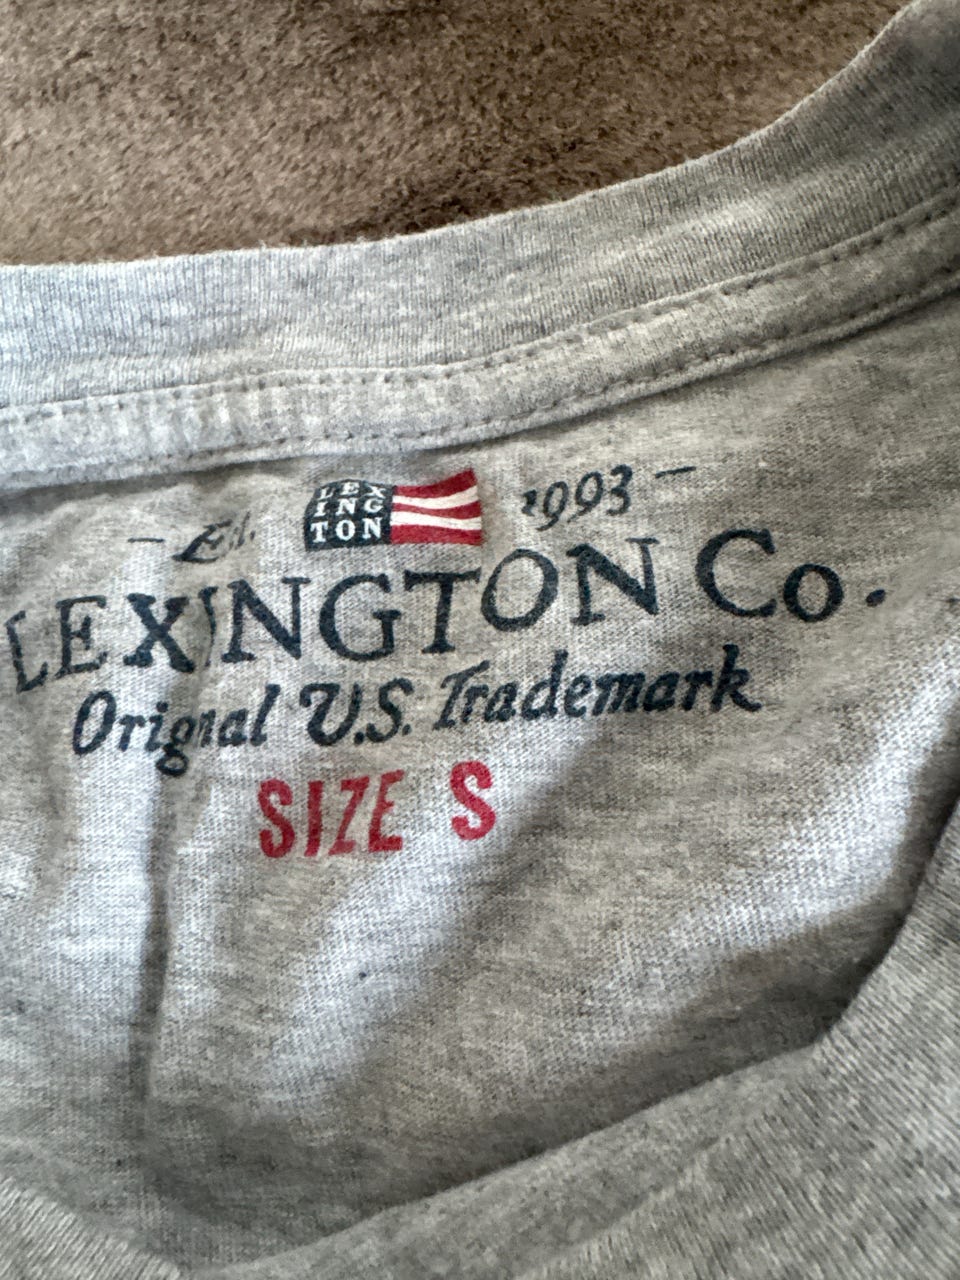 LEX
ING
TON
- Est. 1993 -
LEXINGTON Co.
Original U.S. Trademark
SIZE S